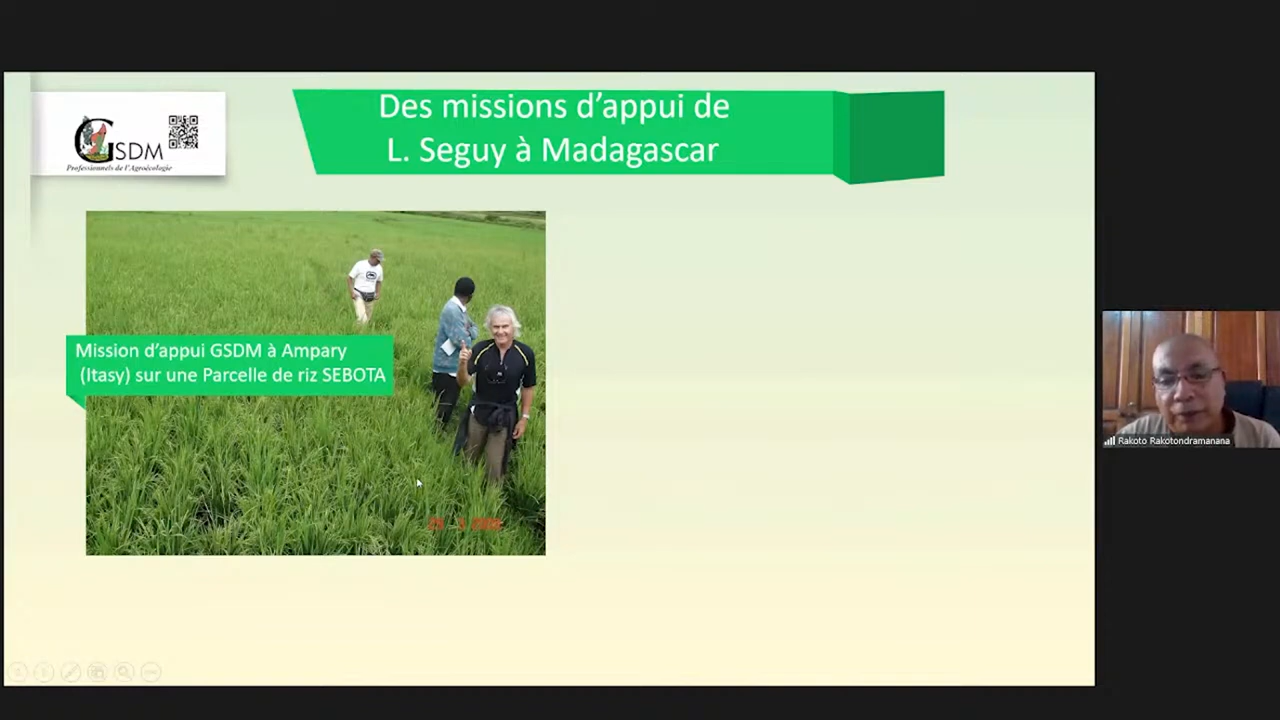 Des missions d'appui de
L. Seguy à Madagascar
GSDM
Professionnels de l'Agroécologie
Mission d'appui GSDM à Ampary
(Itasy) sur une Parcelle de riz SEBOTA
Rakoto Rakotondramanana